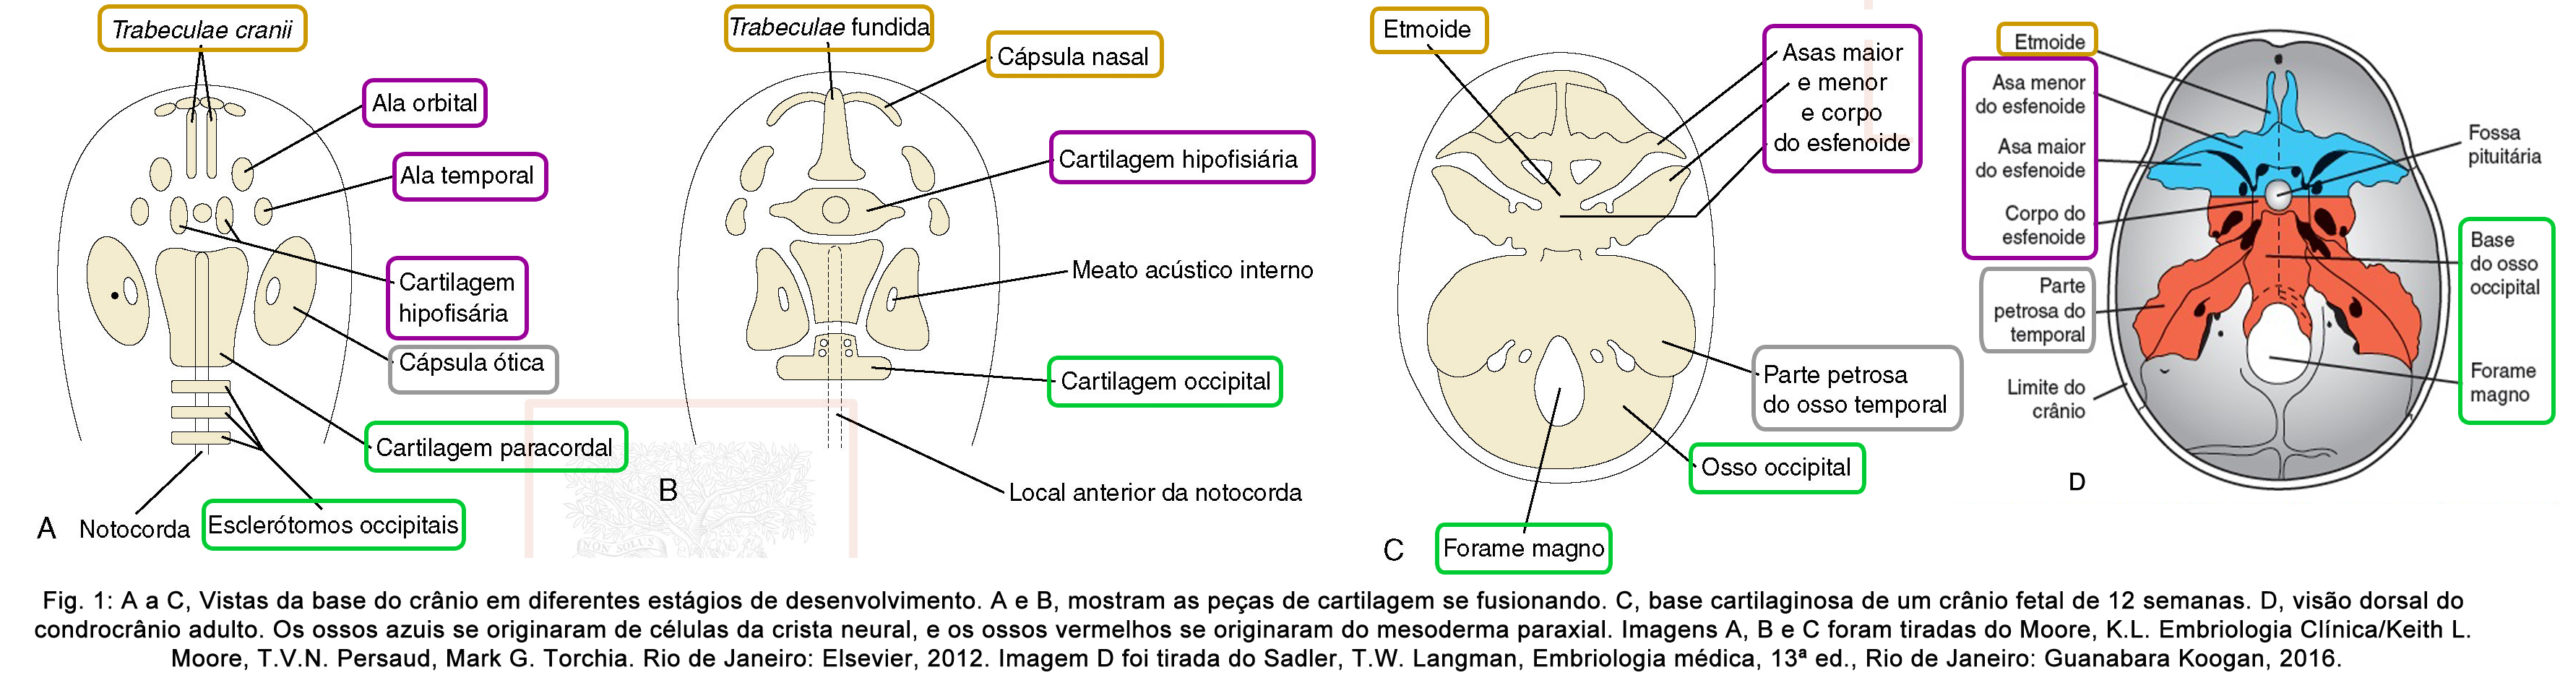 Trabeculae cranii
Ala orbital
Ala temporal
Cartilagem
hipofisária
Cápsula ótica
Cartilagem paracordal
Esclerótomos occipitais
Notocorda
A
Trabeculae fundida
Cápsula nasal
Cartilagem hipofisiária
Meato acústico interno
Cartilagem occipital
Local anterior da notocorda
B
NON SOLUS
Etmoide
Asas maior
e menor
e corpo
do esfenoide
Parte petrosa
do osso temporal
Osso occipital
Forame magno
C
Etmoide
Asa menor
do esfenoide
Asa maior
do esfenoide
Corpo do
esfenoide
Parte
petrosa do
temporal
Limite do
crânio
Fossa
pituitária
Base
do osso
occipital
Forame
magno
D
Fig. 1: A a C, Vistas da base do crânio em diferentes estágios de desenvolvimento. A e B, mostram as peças de cartilagem se fusionando. C, base cartilaginosa de um crânio fetal de 12 semanas. D, visão dorsal do
condrocrânio adulto. Os ossos azuis se originaram de células da crista neural, e os ossos vermelhos se originaram do mesoderma paraxial. Imagens A, B e C foram tiradas do Moore, K.L. Embriologia Clínica/Keith L.
Moore, T.V.N. Persaud, Mark G. Torchia. Rio de Janeiro: Elsevier, 2012. Imagem D foi tirada do Sadler, T.W. Langman, Embriologia médica, 13ª ed., Rio de Janeiro: Guanabara Koogan, 2016.